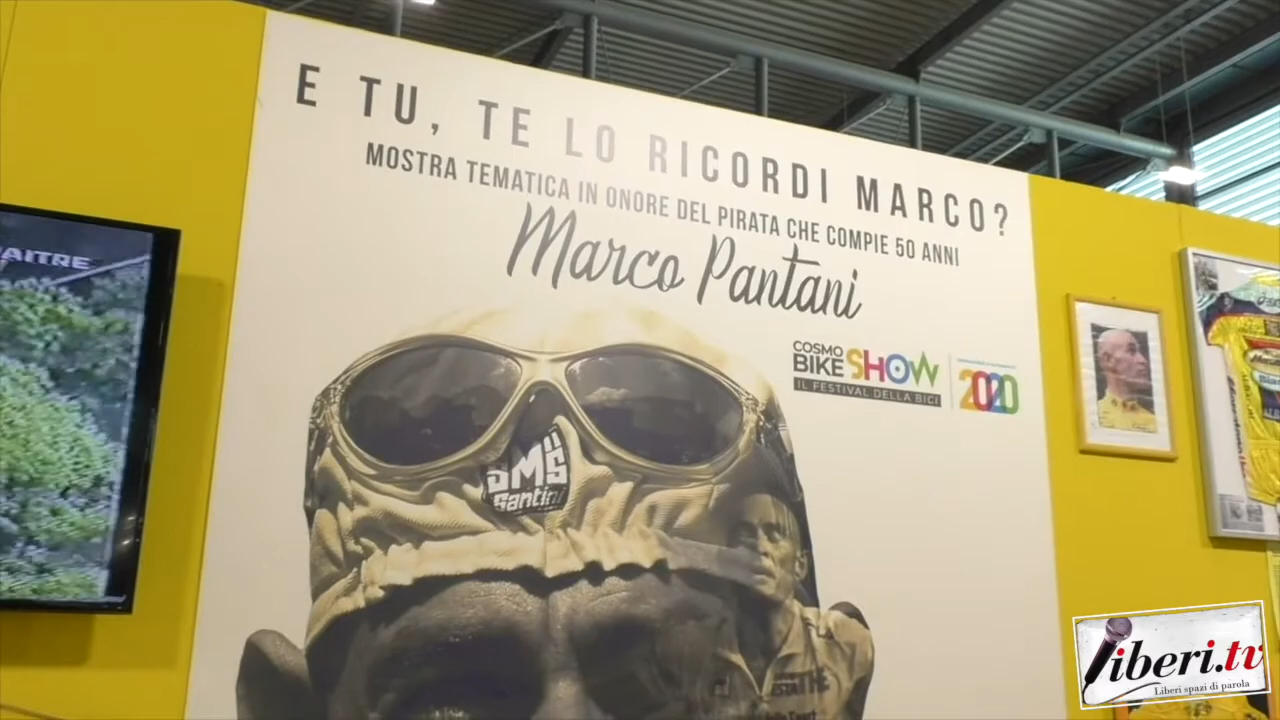 E TU, TE LO RICORDI MARCO?
MOSTRA TEMATICA IN ONORE DEL PIRATA CHE COMPIE 50 ANNI
Marco Pantani
COSMO
BIKE SHOW
IL FESTIVAL DELLA BICI
2020
AITRE
SMS
Santini
liberi.tv
Liberi spazi di parola